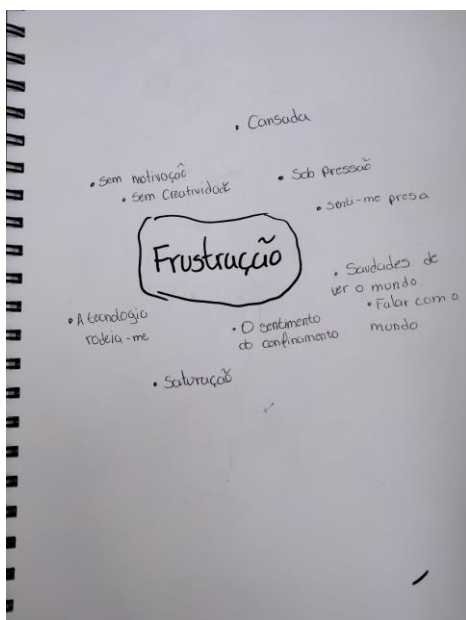 • Cansada
• Sem motivação
• Sem Creatividade
• Sob Pressão
• Senti-me presa
Frustração
• Saudades de
ver o mundo
• Falar com o
mundo
• A tecnologia
rodeia-me
• O sentimento
do confinamento
• Saturação